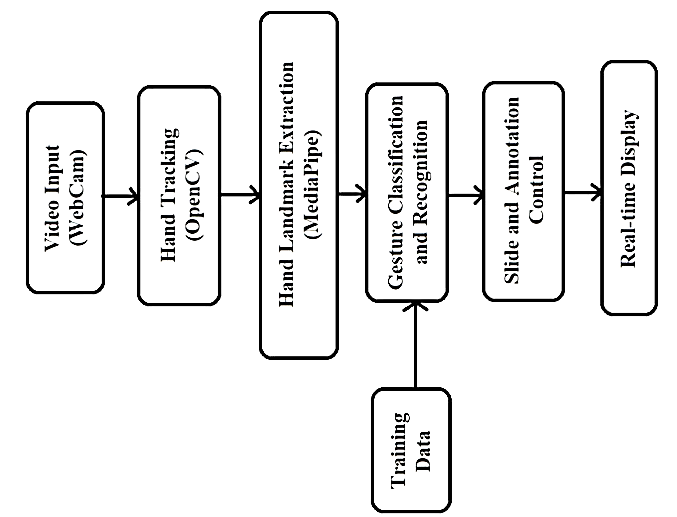 Video Input
(WebCam)
Hand Tracking
(OpenCV)
Hand Landmark Extraction
(MediaPipe)
Gesture Classification
and Recognition
Training
Data
Slide and Annotation
Control
Real-time Display